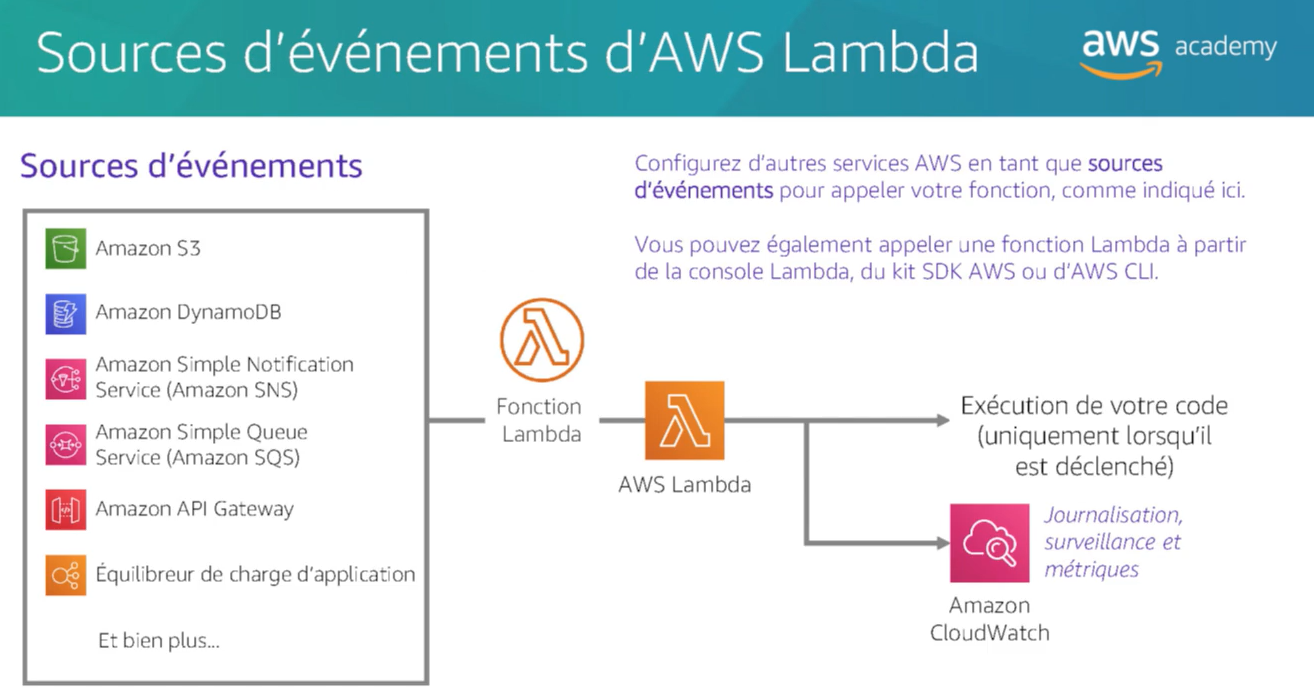 Sources d'événements d'AWS Lambda
aws academy
Sources d'événements
Amazon S3
Amazon DynamoDB
Amazon Simple Notification
Service (Amazon SNS)
Amazon Simple Queue
Service (Amazon SQS)
Amazon API Gateway
Équilibreur de charge d'application
Et bien plus...
Configurez d'autres services AWS en tant que sources
d'événements pour appeler votre fonction, comme indiqué ici.
Vous pouvez également appeler une fonction Lambda à partir
de la console Lambda, du kit SDK AWS ou d'AWS CLI.
Fonction
Lambda
AWS Lambda
Exécution de votre code
(uniquement lorsqu'il
est déclenché)
Journalisation,
surveillance et
métriques
Amazon
CloudWatch